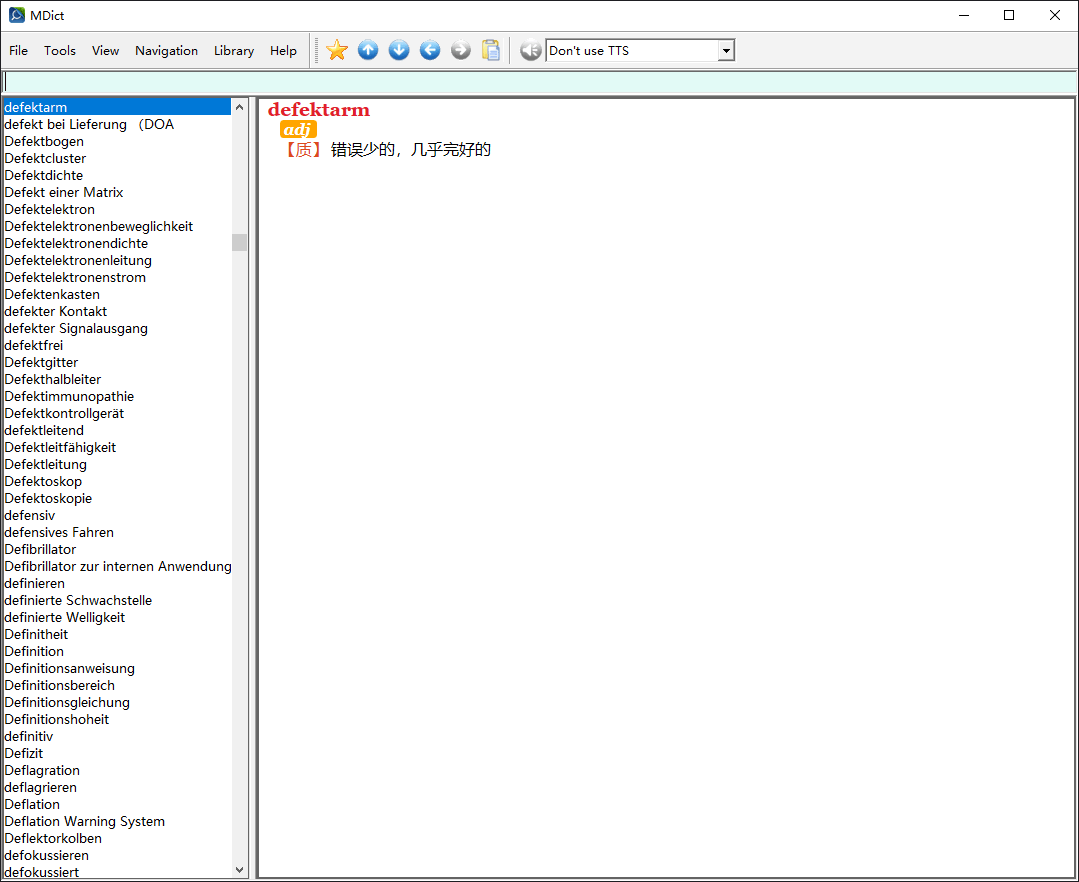 MDict
File Tools View Navigation Library Help Don't use TTS
defektarm
defekt bei Lieferung （DOA
Defektbogen
Defektcluster
Defektdichte
Defekt einer Matrix
Defektelektron
Defektelektronenbeweglichkeit
Defektelektronendichte
Defektelektronenleitung
Defektelektronenstrom
Defektenkasten
defekter Kontakt
defekter Signalausgang
defektfrei
Defektgitter
Defekthalbleiter
Defektimmunopathie
Defektkontrollgerät
defektleitend
Defektleitfähigkeit
Defektleitung
Defektoskop
Defektoskopie
defensiv
defensives Fahren
Defibrillator
Defibrillator zur internen Anwendung
definieren
definierte Schwachstelle
definierte Welligkeit
Definitheit
Definition
Definitionsanweisung
Definitionsbereich
Definitionsgleichung
Definitionshoheit
definitiv
Defizit
Deflagration
deflagrieren
Deflation
Deflation Warning System
Deflektorkolben
defokussieren
defokussiert
defektarm
adj
【质】错误少的，几乎完好的